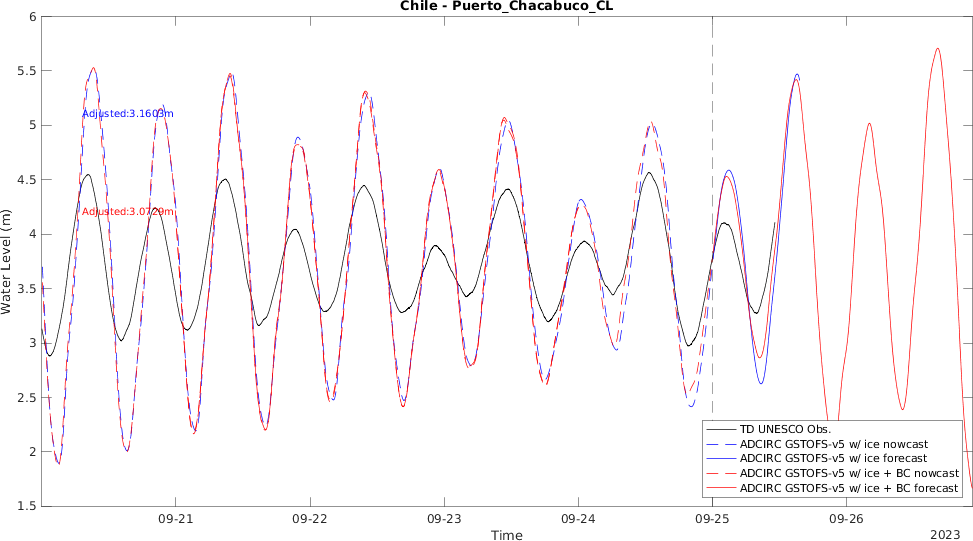 Chile - Puerto_Chacabuco_CL
6
5.5
Adjusted:3.1603m
5
4.5
Adjusted:3.0729m
4
3.5
3
2.5
2
1.5
Water Level (m)
TD UNESCO Obs.
ADCIRC GSTOFS-v5 w/ ice nowcast
ADCIRC GSTOFS-v5 w/ ice forecast
ADCIRC GSTOFS-v5 w/ ice + BC nowcast
ADCIRC GSTOFS-v5 w/ ice + BC forecast
09-21 09-22 09-23 09-24 09-25 09-26
Time
2023